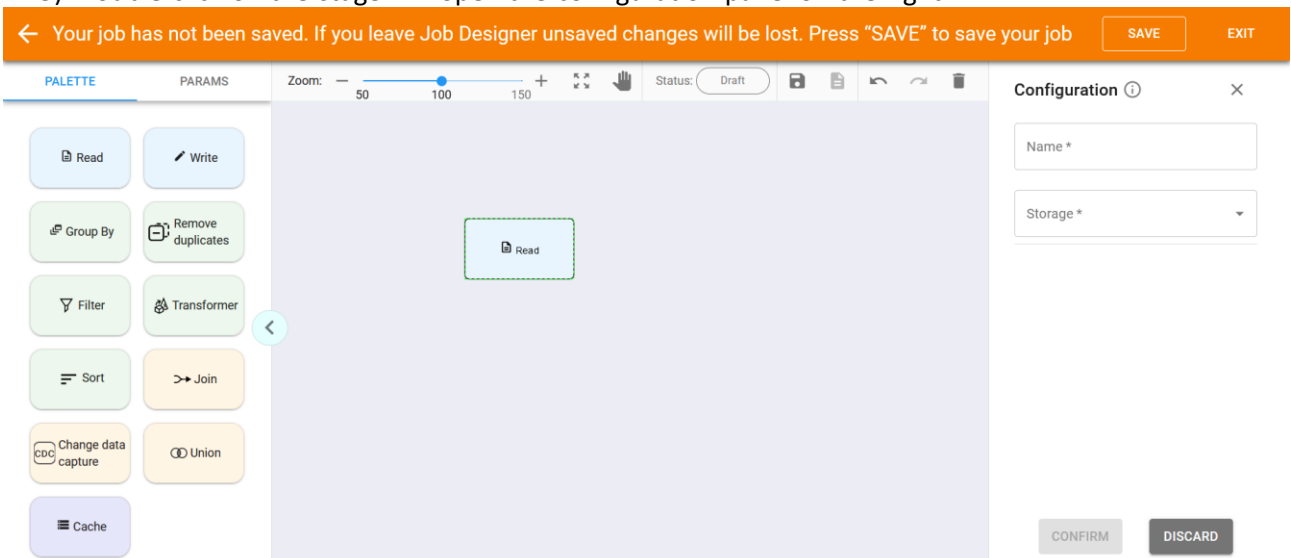 Your job has not been saved. If you leave Job Designer unsaved changes will be lost. Press “SAVE” to save your job
SAVE
EXIT
PALETTE
PARAMS
Zoom:
50
100
150
Status:
Draft
Configuration
Read
Write
Name *
Group By
Remove
duplicates
Storage *
Read
Filter
Transformer
Sort
Join
CDC
Change data
capture
Union
Cache
CONFIRM
DISCARD